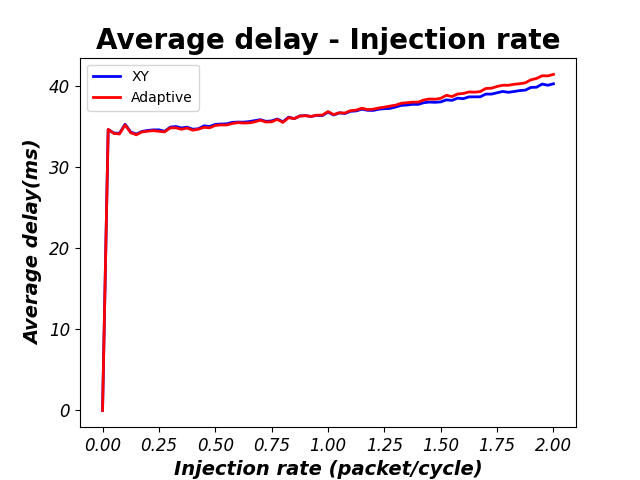 Average delay - Injection rate
XY
Adaptive
Average delay(ms)
40
30
20
10
0
0.00 0.25 0.50 0.75 1.00 1.25 1.50 1.75 2.00
Injection rate (packet/cycle)